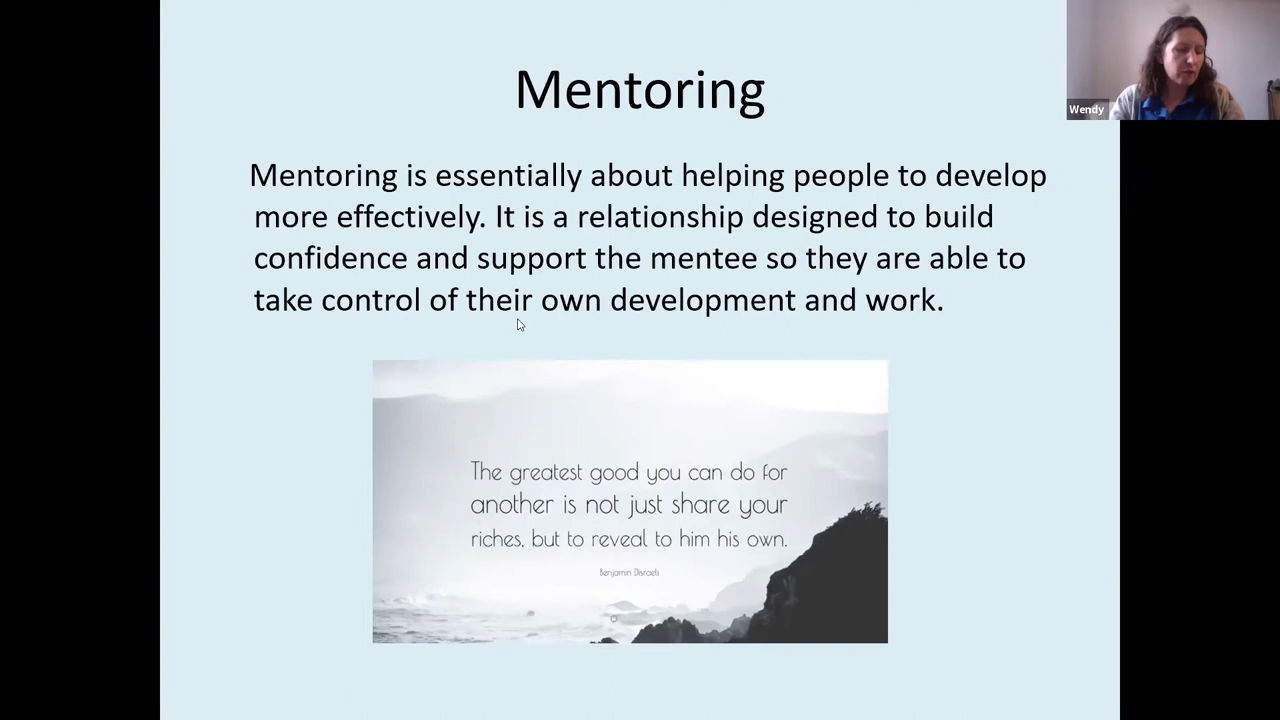 Mentoring
Wendy
Mentoring is essentially about helping people to develop
more effectively. It is a relationship designed to build
confidence and support the mentee so they are able to
take control of their own development and work.
The greatest good you can do for
another is not just share your
riches, but to reveal to him his own.
Benjamin Disraeli